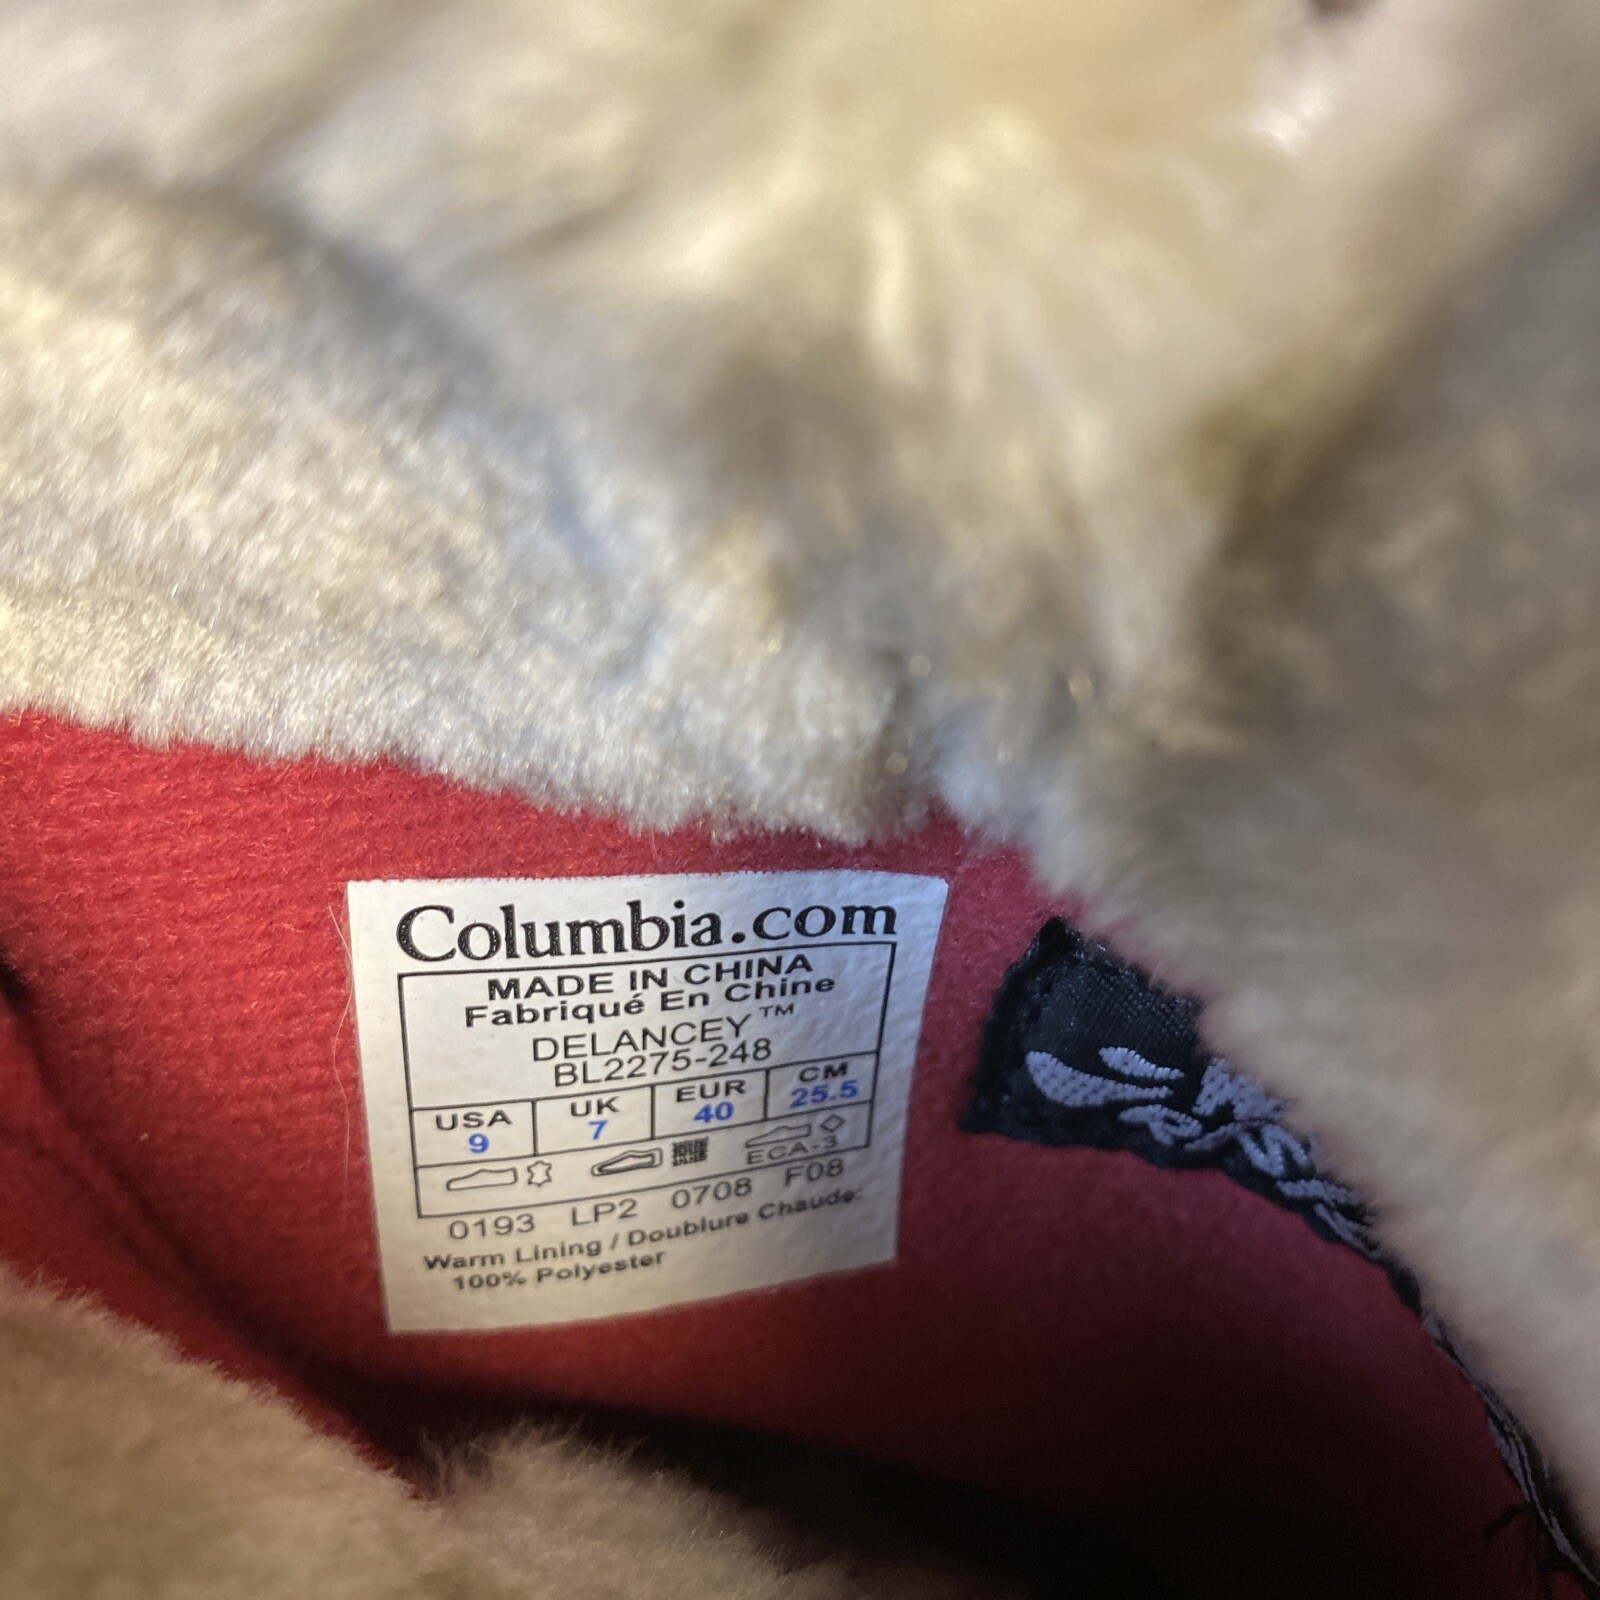 Columbia.com
MADE IN CHINA
Fabriqué En Chine
DELANCEY™
BL2275-248
USA UK EUR CM
9 7 40 25.5
ECA-3
0193 LP2 0708 F08
Warm Lining / Doublure Chaude:
100% Polyester